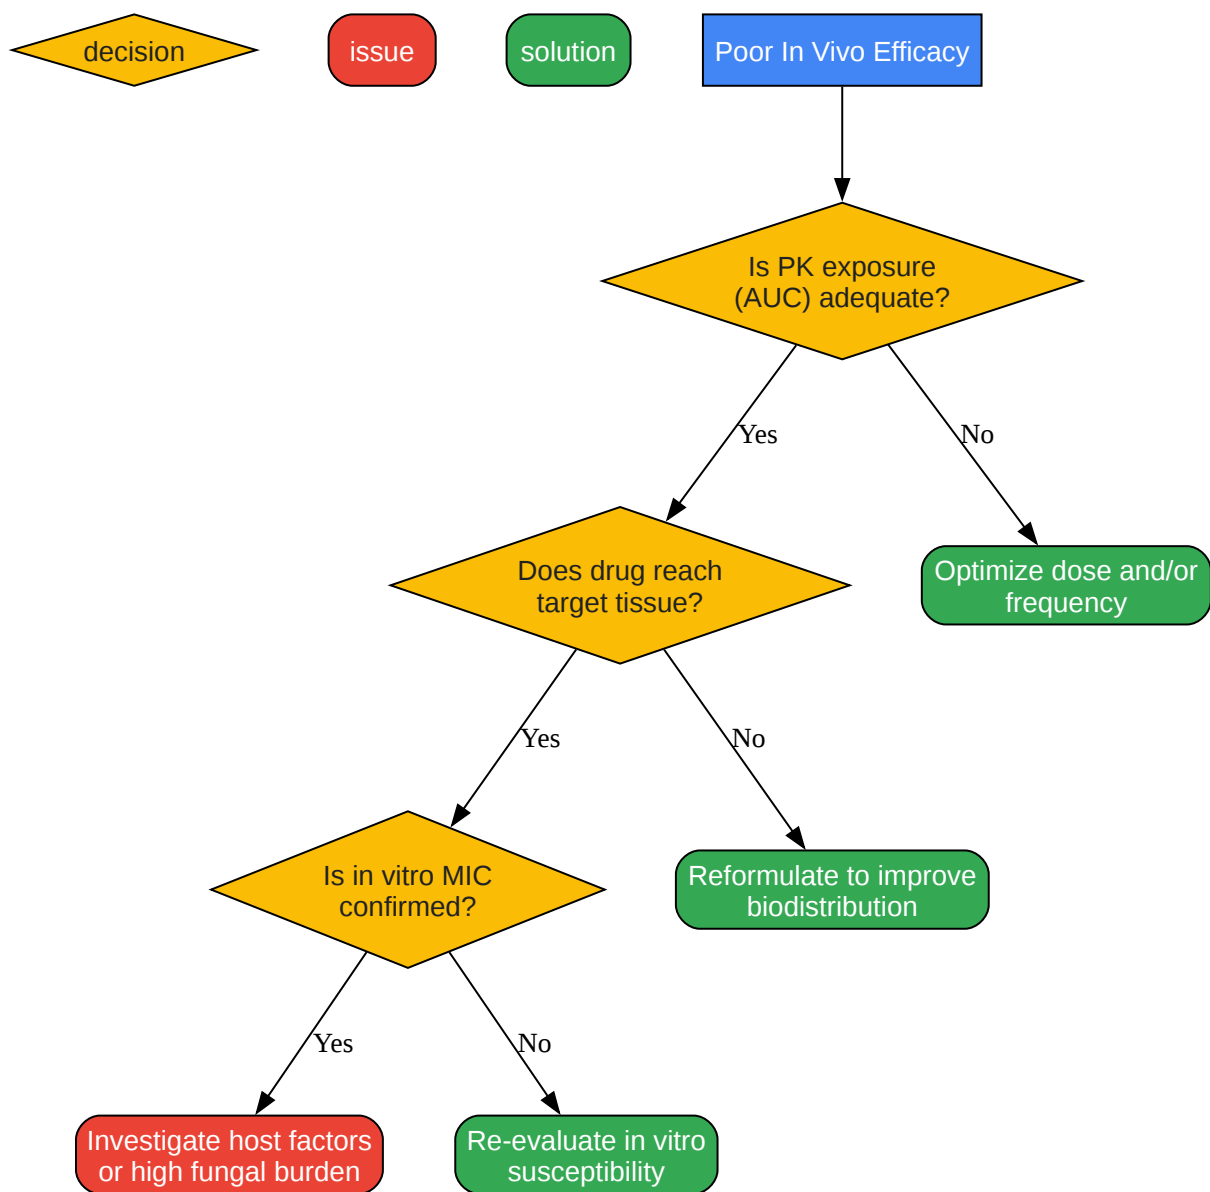 decision
issue
solution
Poor In Vivo Efficacy
Is PK exposure
(AUC) adequate?
Yes
No
Does drug reach
target tissue?
Optimize dose and/or
frequency
Yes
No
Is in vitro MIC
confirmed?
Reformulate to improve
biodistribution
Yes
No
Investigate host factors
or high fungal burden
Re-evaluate in vitro
susceptibility